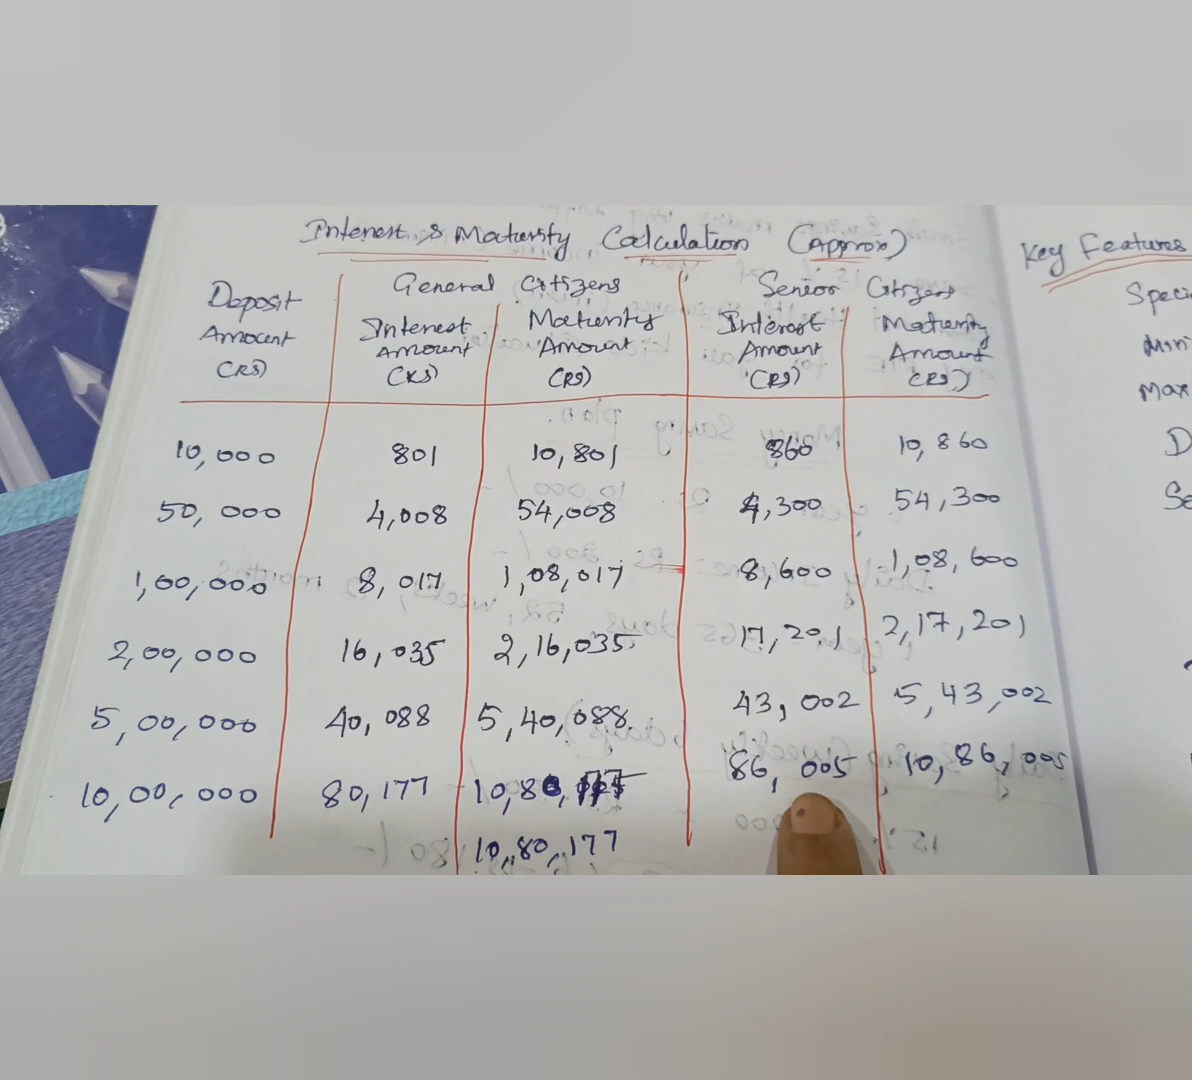 Interest & Maturity Calculation (Approx)
Key Features
General Citizens Senior Citizens
Deposit Amount (RS) Interest Amount (RS) Maturity Amount (RS) Interest Amount (RS) Maturity Amount (RS)
10,000 801 10,801 860 10,860
50,000 4,008 54,008 4,300 54,300
1,00,000 8,017 1,08,017 8,600 1,08,600
2,00,000 16,035 2,16,035 17,201 2,17,201
5,00,000 40,088 5,40,088 43,002 5,43,002
10,00,000 80,177 86,005 10,86,005
10,80,177